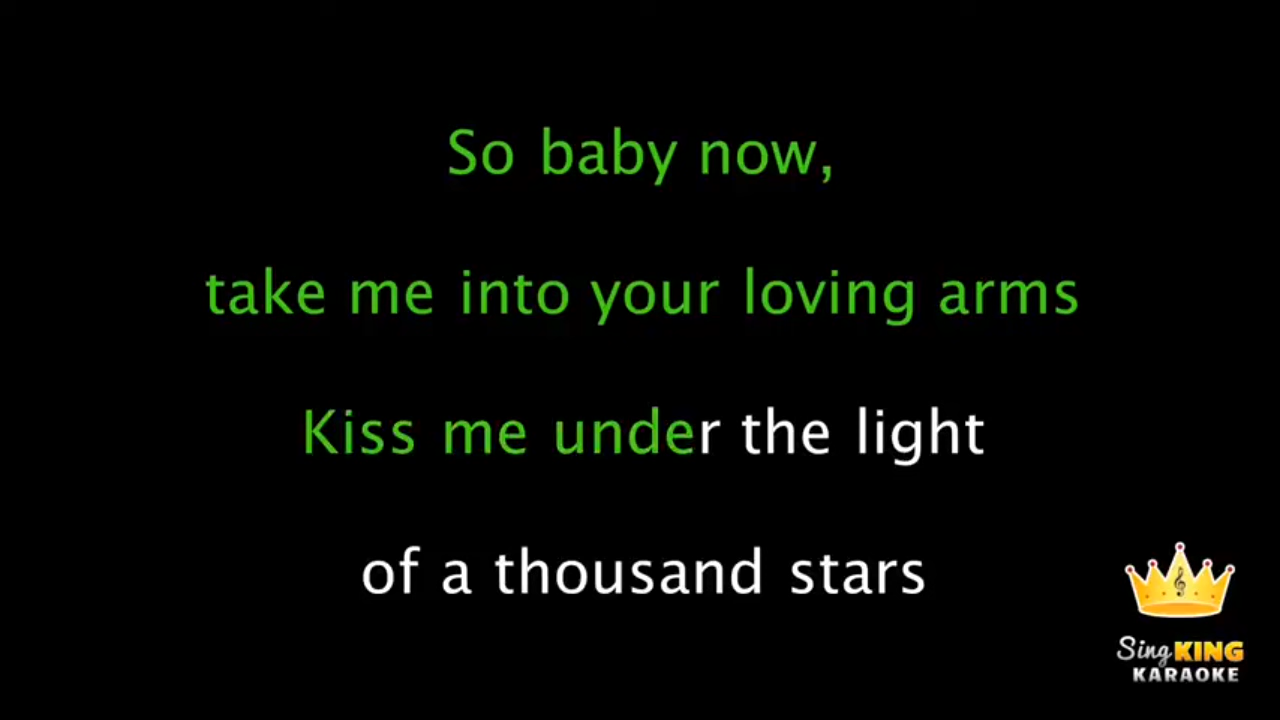 So baby now,
take me into your loving arms
Kiss me under the light
of a thousand stars
Sing KING
KARAOKE